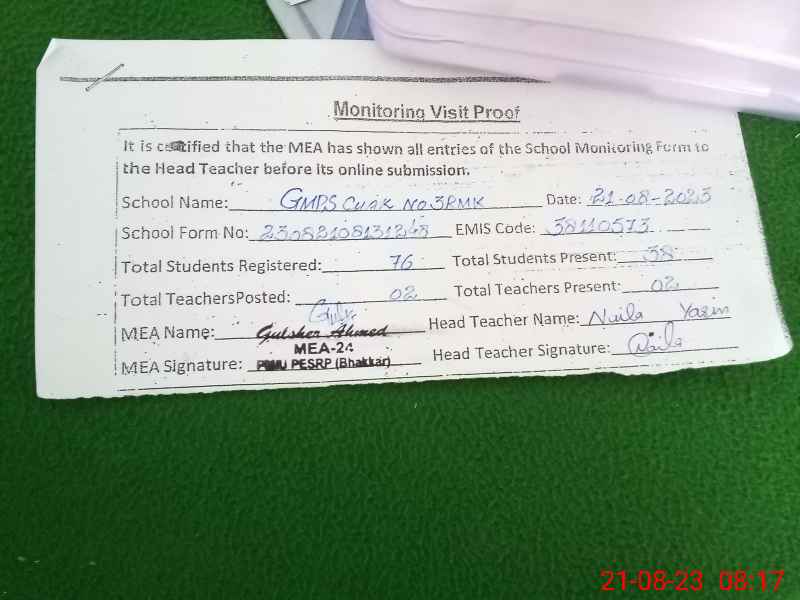 Monitoring Visit Proof
It is certified that the MEA has shown all entries of the School Monitoring Form to
the Head Teacher before its online submission.
School Name: GMPS Chak No 3RMK Date: 21-08-2023
School Form No: EMIS Code: 38110573
Total Students Registered: 76 Total Students Present: 38
Total TeachersPosted: 02 Total Teachers Present: 02
MEA Name: Gulsher Ahmed Head Teacher Name: Naila Yasin
MEA-24
MEA Signature: PMU PESRP (Bhakkar) Head Teacher Signature: Naila
21-08-23 08:17